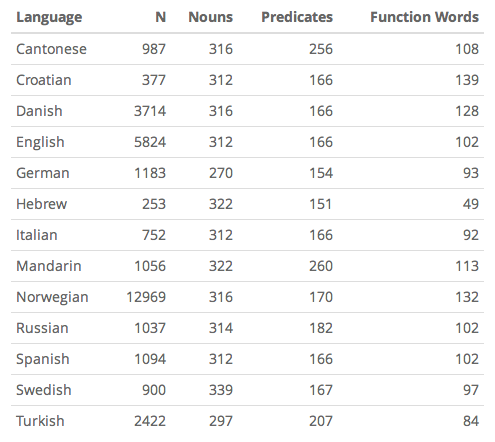 Language N Nouns Predicates Function Words
Cantonese 987 316 256 108
Croatian 377 312 166 139
Danish 3714 316 166 128
English 5824 312 166 102
German 1183 270 154 93
Hebrew 253 322 151 49
Italian 752 312 166 92
Mandarin 1056 322 260 113
Norwegian 12969 316 170 132
Russian 1037 314 182 102
Spanish 1094 312 166 102
Swedish 900 339 167 97
Turkish 2422 297 207 84